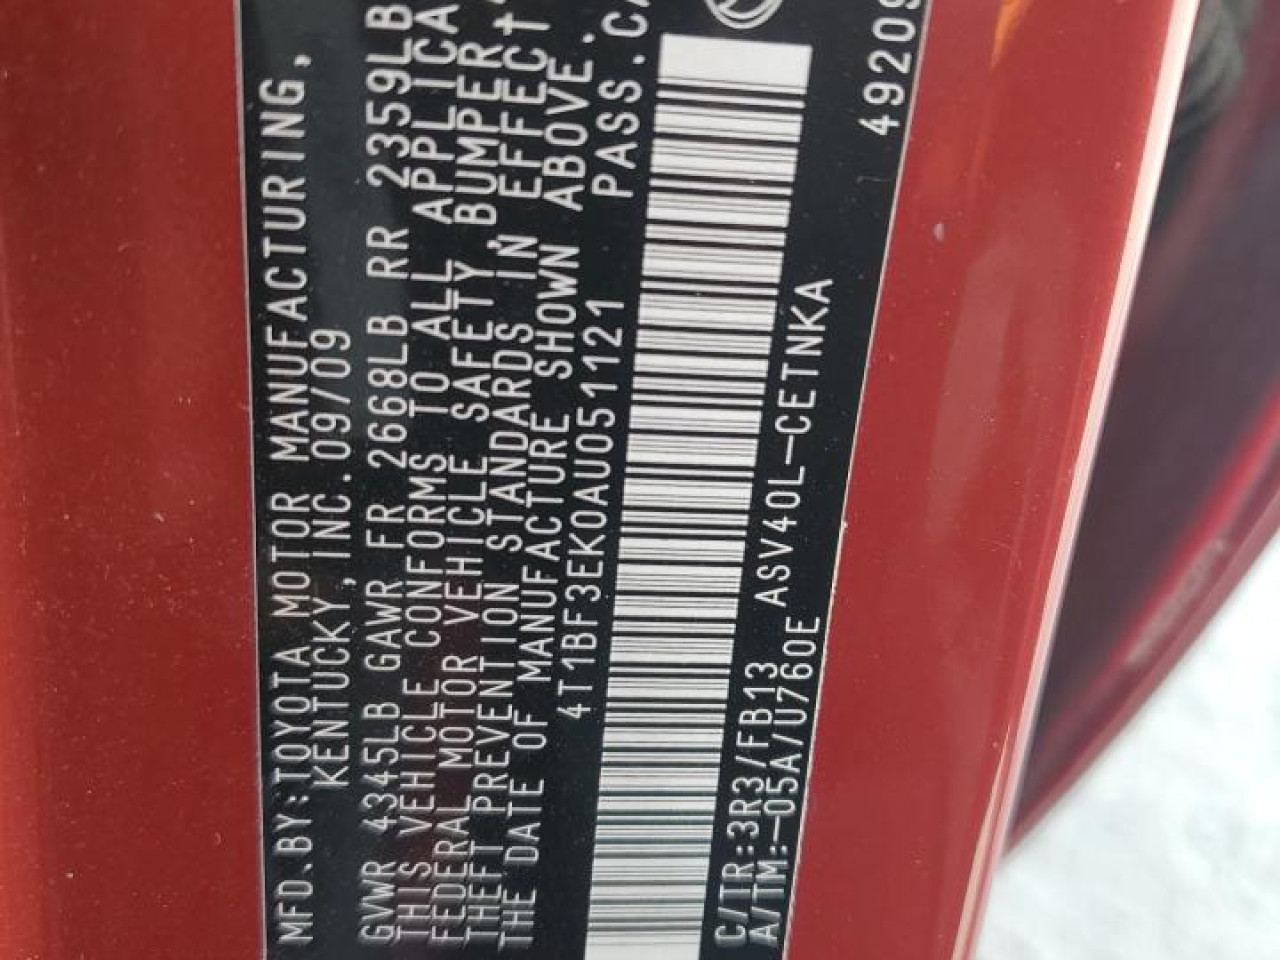 MFD.BY:TOYOTA MOTOR MANUFACTURING,
KENTUCKY,INC.09/09
GVWR 4345LB GAWR FR 2668LB RR 2359LB
THIS VEHICLE CONFORMS TO ALL APPLICA
FEDERAL MOTOR VEHICLE SAFETY,BUMPER,
THEFT PREVENTION STANDARDS IN EFFECT
THE DATE OF MANUFACTURE SHOWN ABOVE.
4T1BF3EK0AU051121 PASS.CA
C/TR:3R3/FB13 ASV40L-CETNKA
A/TM:-05A/U760E
49209